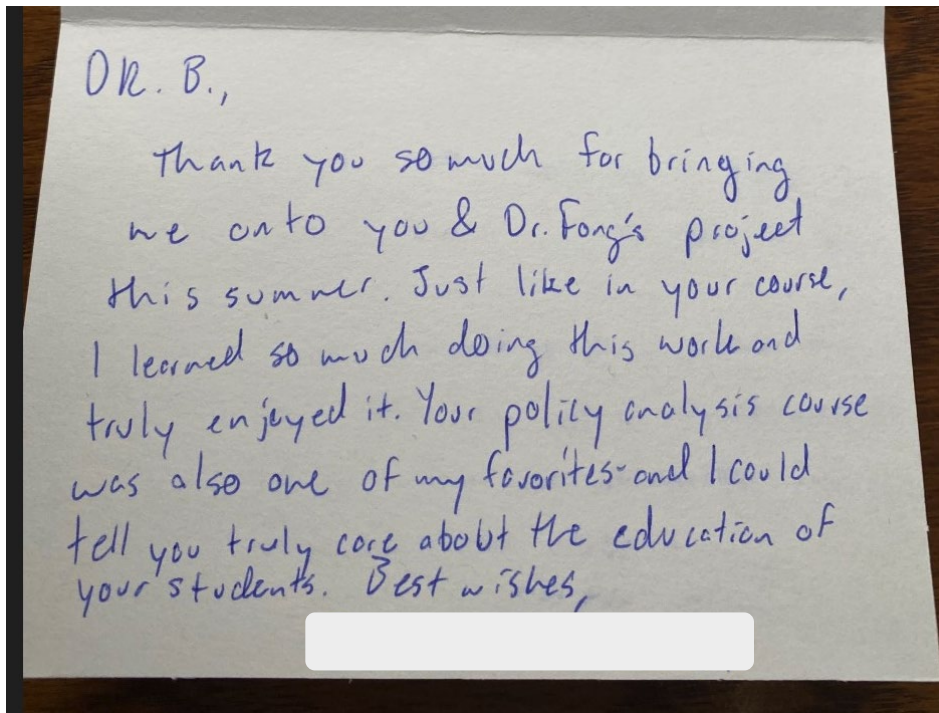 DR. B.,
Thank you so much for bringing
me onto you & Dr. Fong's project
this summer. Just like in your course,
I learned so much doing this work and
truly enjoyed it. Your policy analysis course
was also one of my favorites-and I could
tell you truly care about the education of
your students. Best wishes,